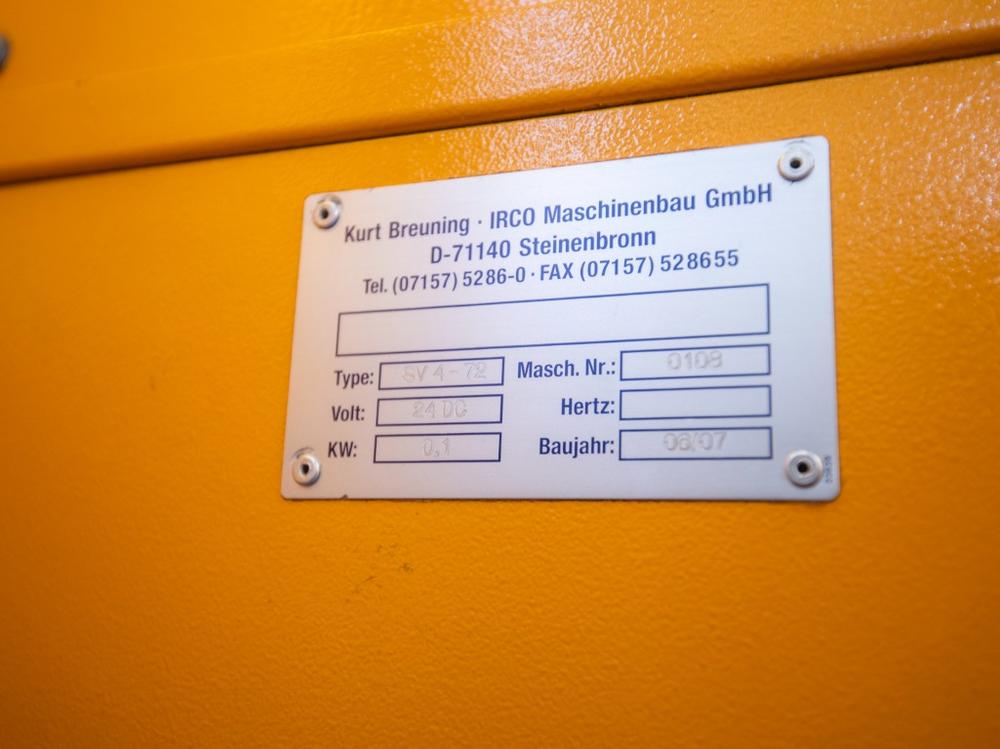 Kurt Breuning · IRCO Maschinenbau GmbH
D-71140 Steinenbronn
Tel. (07157) 5286-0 · FAX (07157) 528655
Type: SV 4-72 Masch. Nr.: 0108
Volt: 24 DC Hertz:
KW: 0,1 Baujahr: 06/07